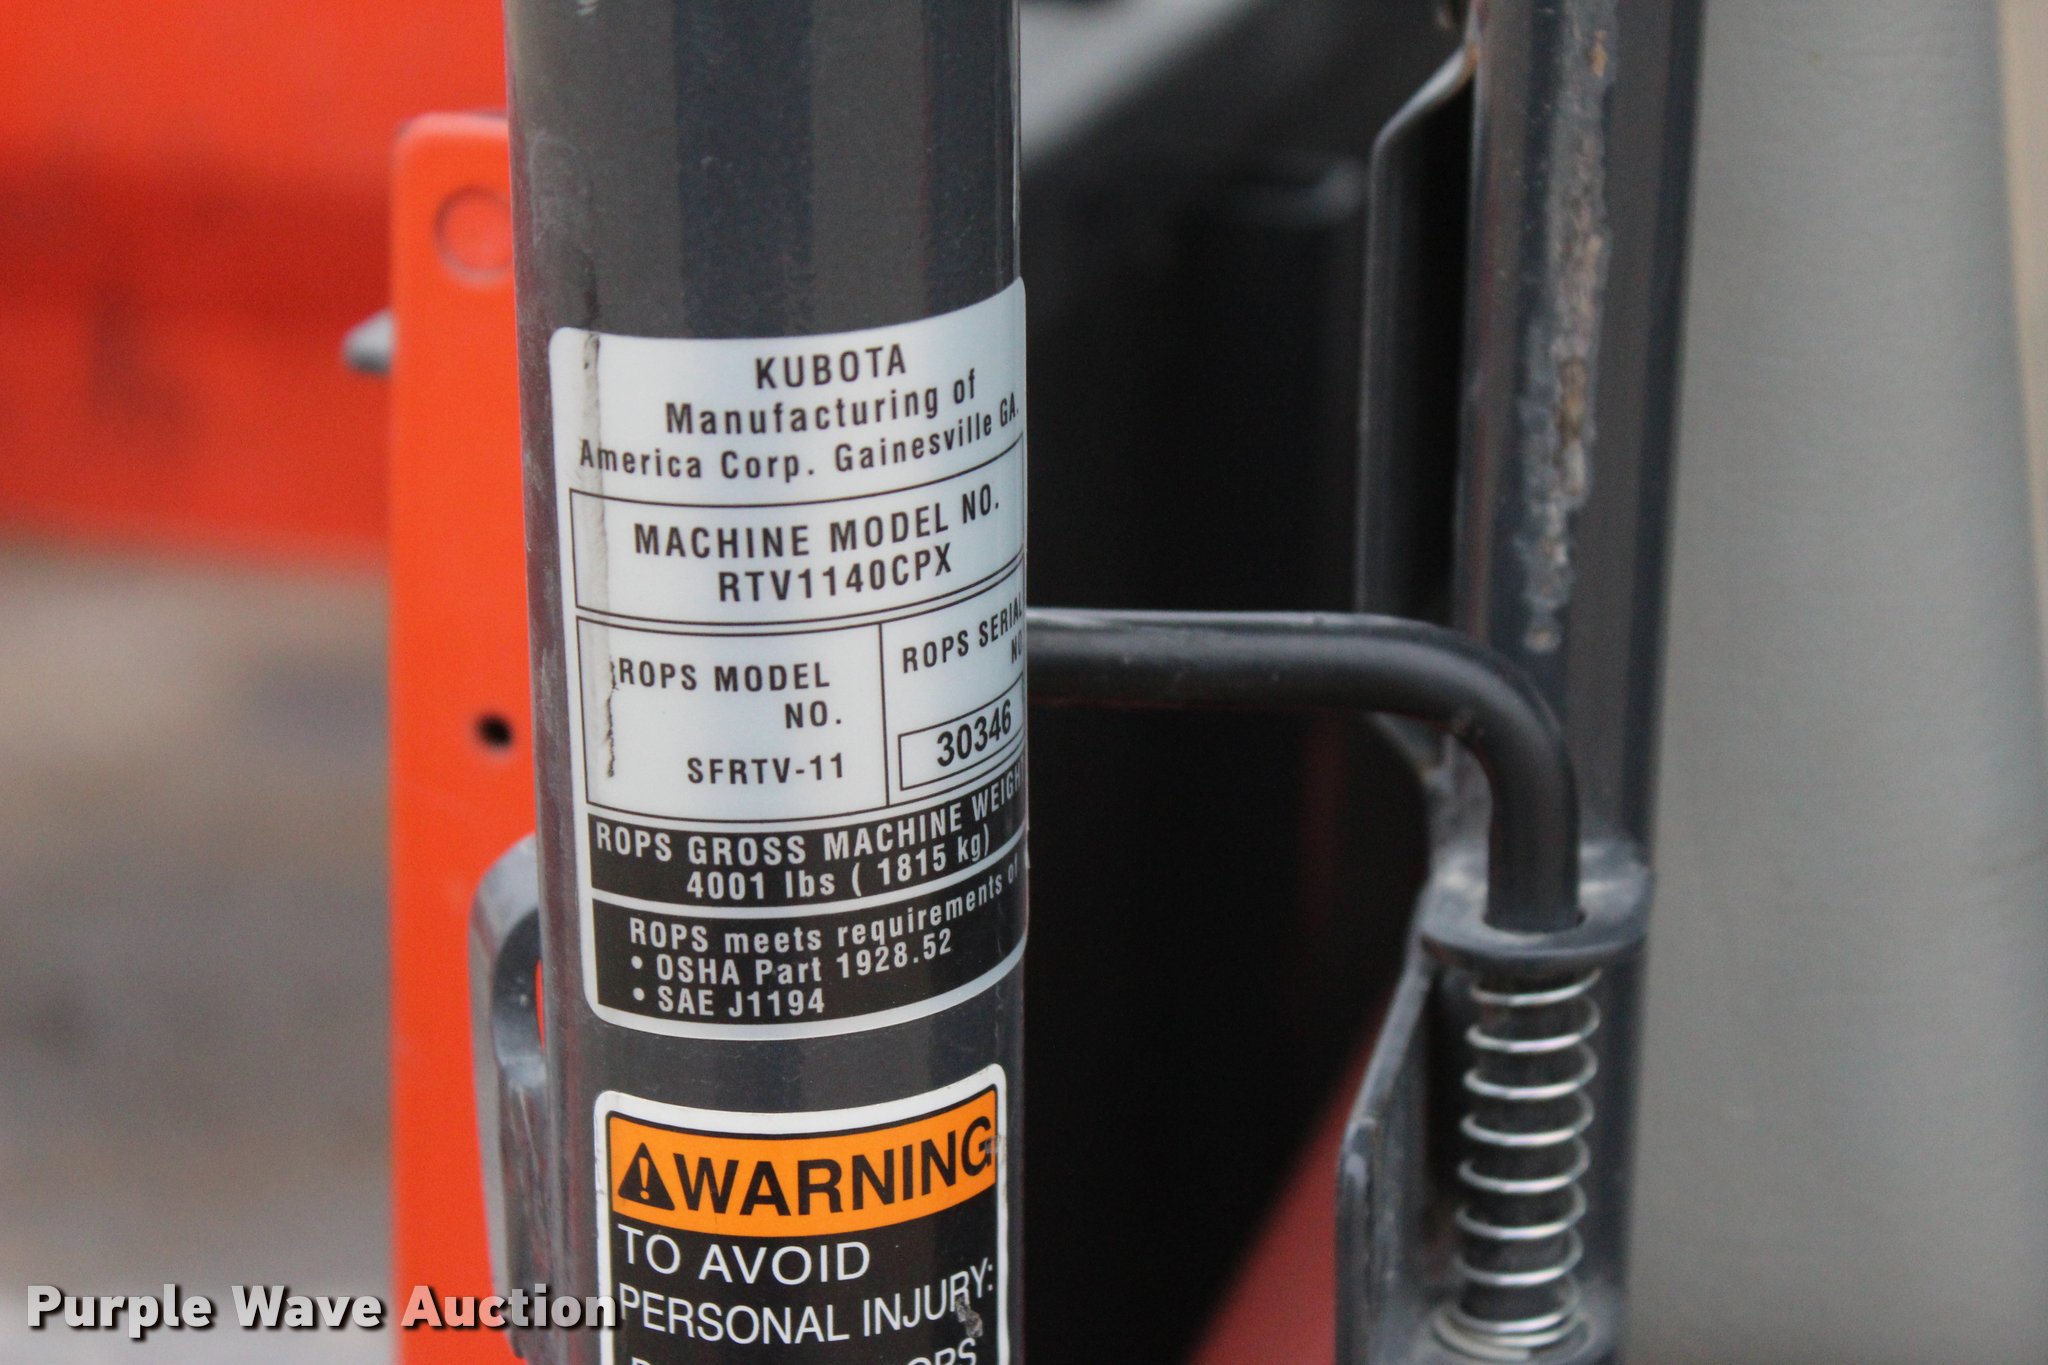 KUBOTA
Manufacturing of
America Corp. Gainesville GA.
MACHINE MODEL NO.
RTV1140CPX
ROPS MODEL
NO.
SFRTV-11
ROPS SERIAL
NO.
30346
ROPS GROSS MACHINE WEIGHT
4001 lbs ( 1815 kg)
ROPS meets requirements of
• OSHA Part 1928.52
• SAE J1194
WARNING
TO AVOID
PERSONAL INJURY:
Purple Wave Auction